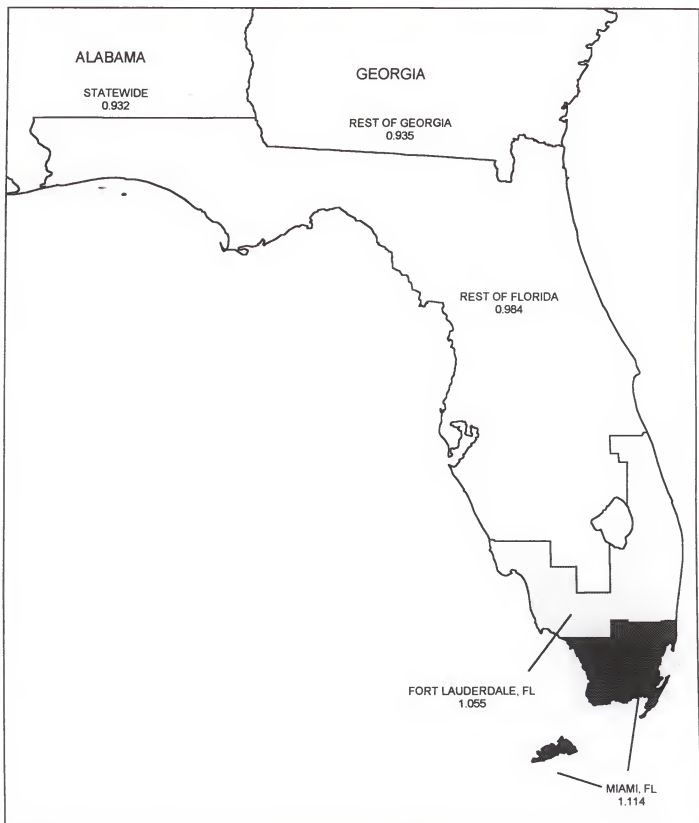 ALABAMA
STATEWIDE
0.932
GEORGIA
REST OF GEORGIA
0.935
REST OF FLORIDA
0.984
FORT LAUDERDALE, FL
1.055
MIAMI, FL
1.114